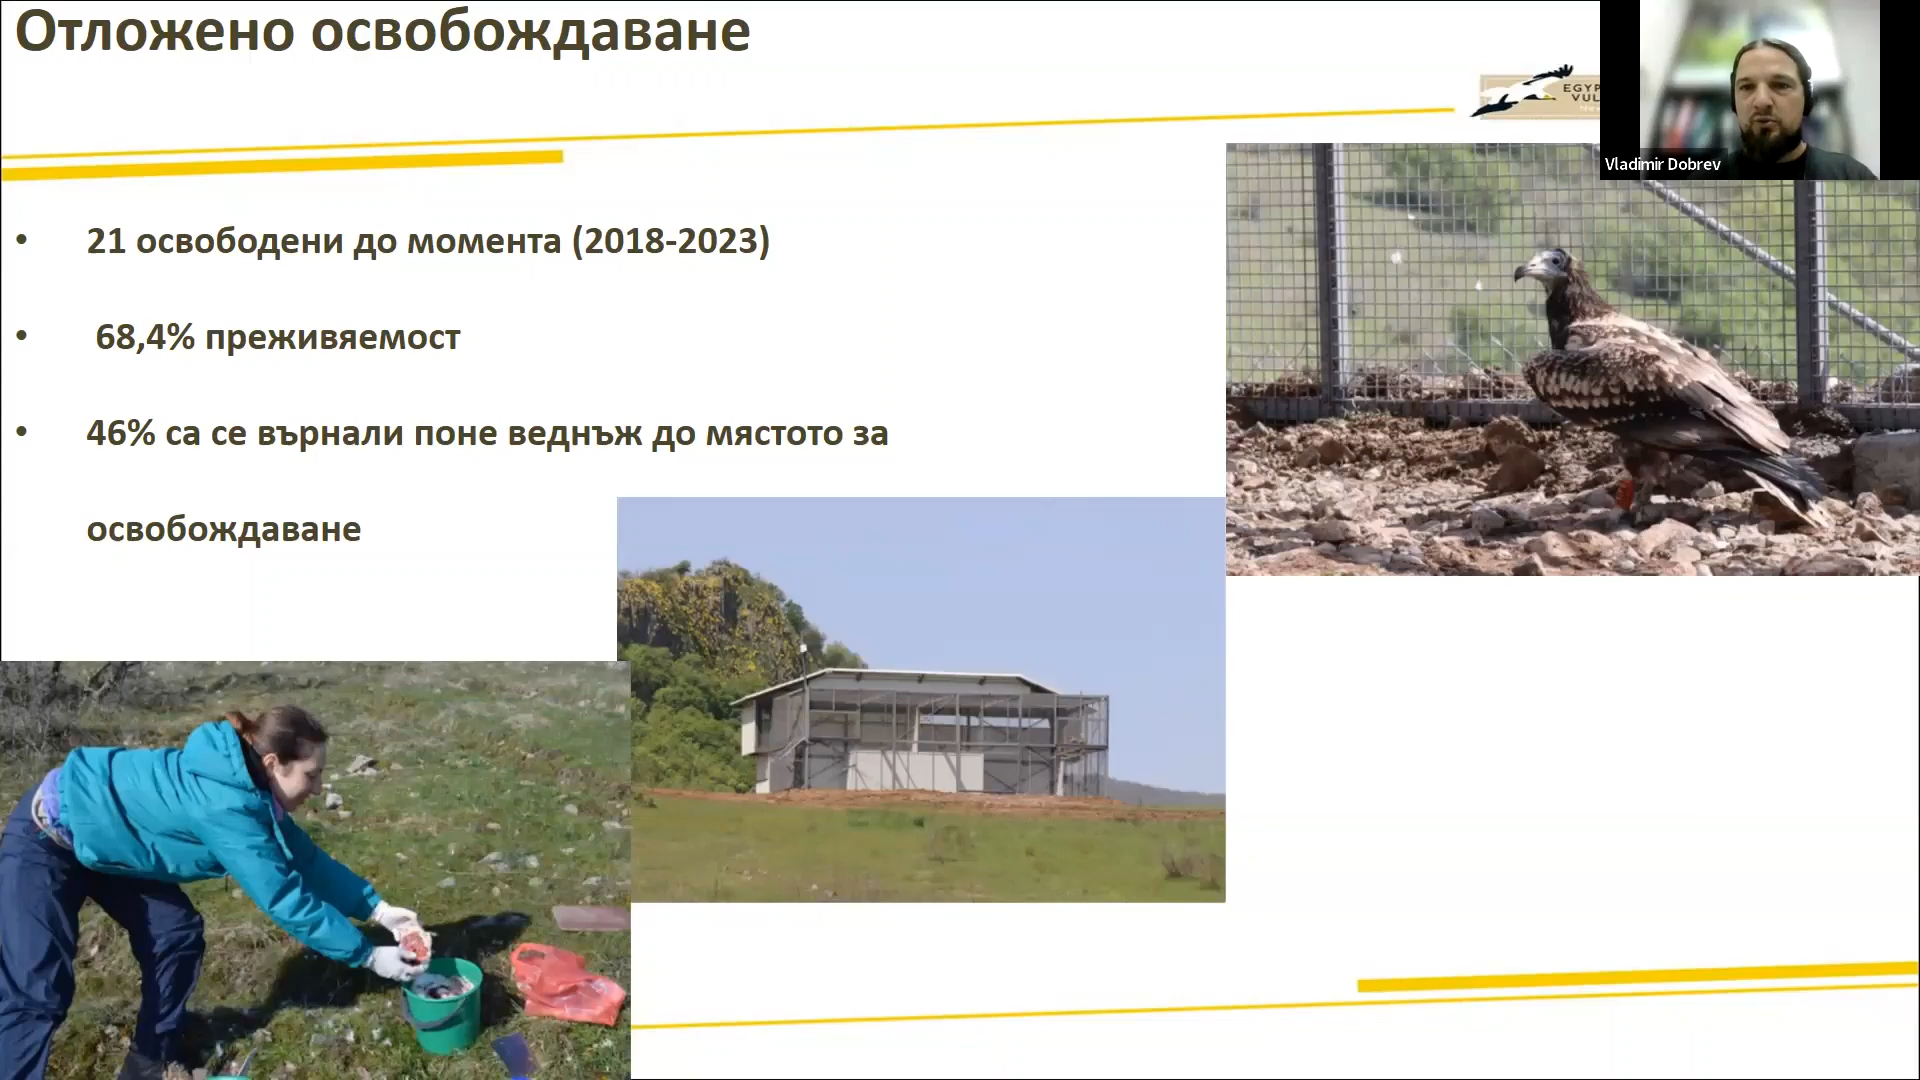 Отложено освобождаване
Vladimir Dobrev
• 21 освободени до момента (2018-2023)
• 68,4% преживяемост
• 46% са се върнали поне веднъж до мястото за
освобождаване